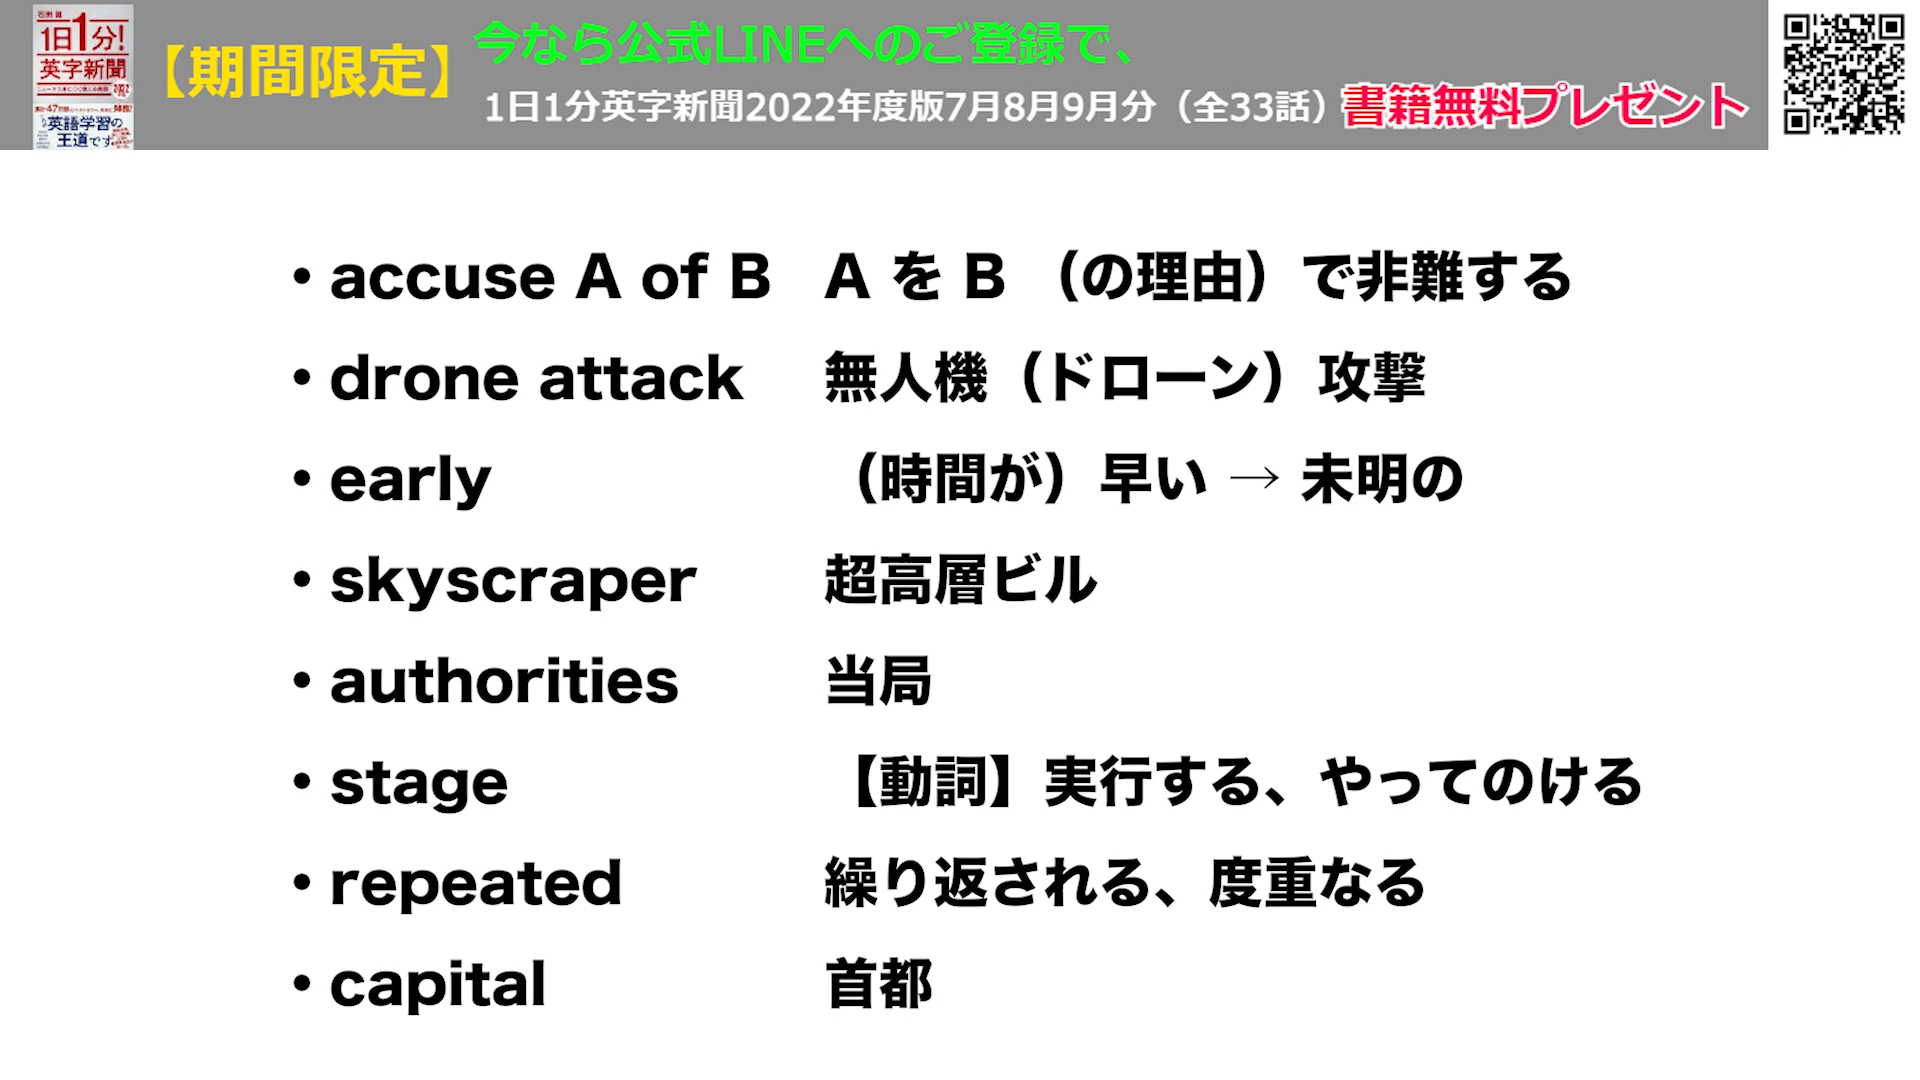 石田 健
1日1分!
英字新聞
2022
英語学習の
王道です
【期間限定】
今なら公式LINEへのご登録で、
1日1分英字新聞2022年度版7月8月9月分（全33話）書籍無料プレゼント
・accuse A of B A を B （の理由）で非難する
・drone attack 無人機（ドローン）攻撃
・early （時間が）早い → 未明の
・skyscraper 超高層ビル
・authorities 当局
・stage 【動詞】実行する、やってのける
・repeated 繰り返される、度重なる
・capital 首都